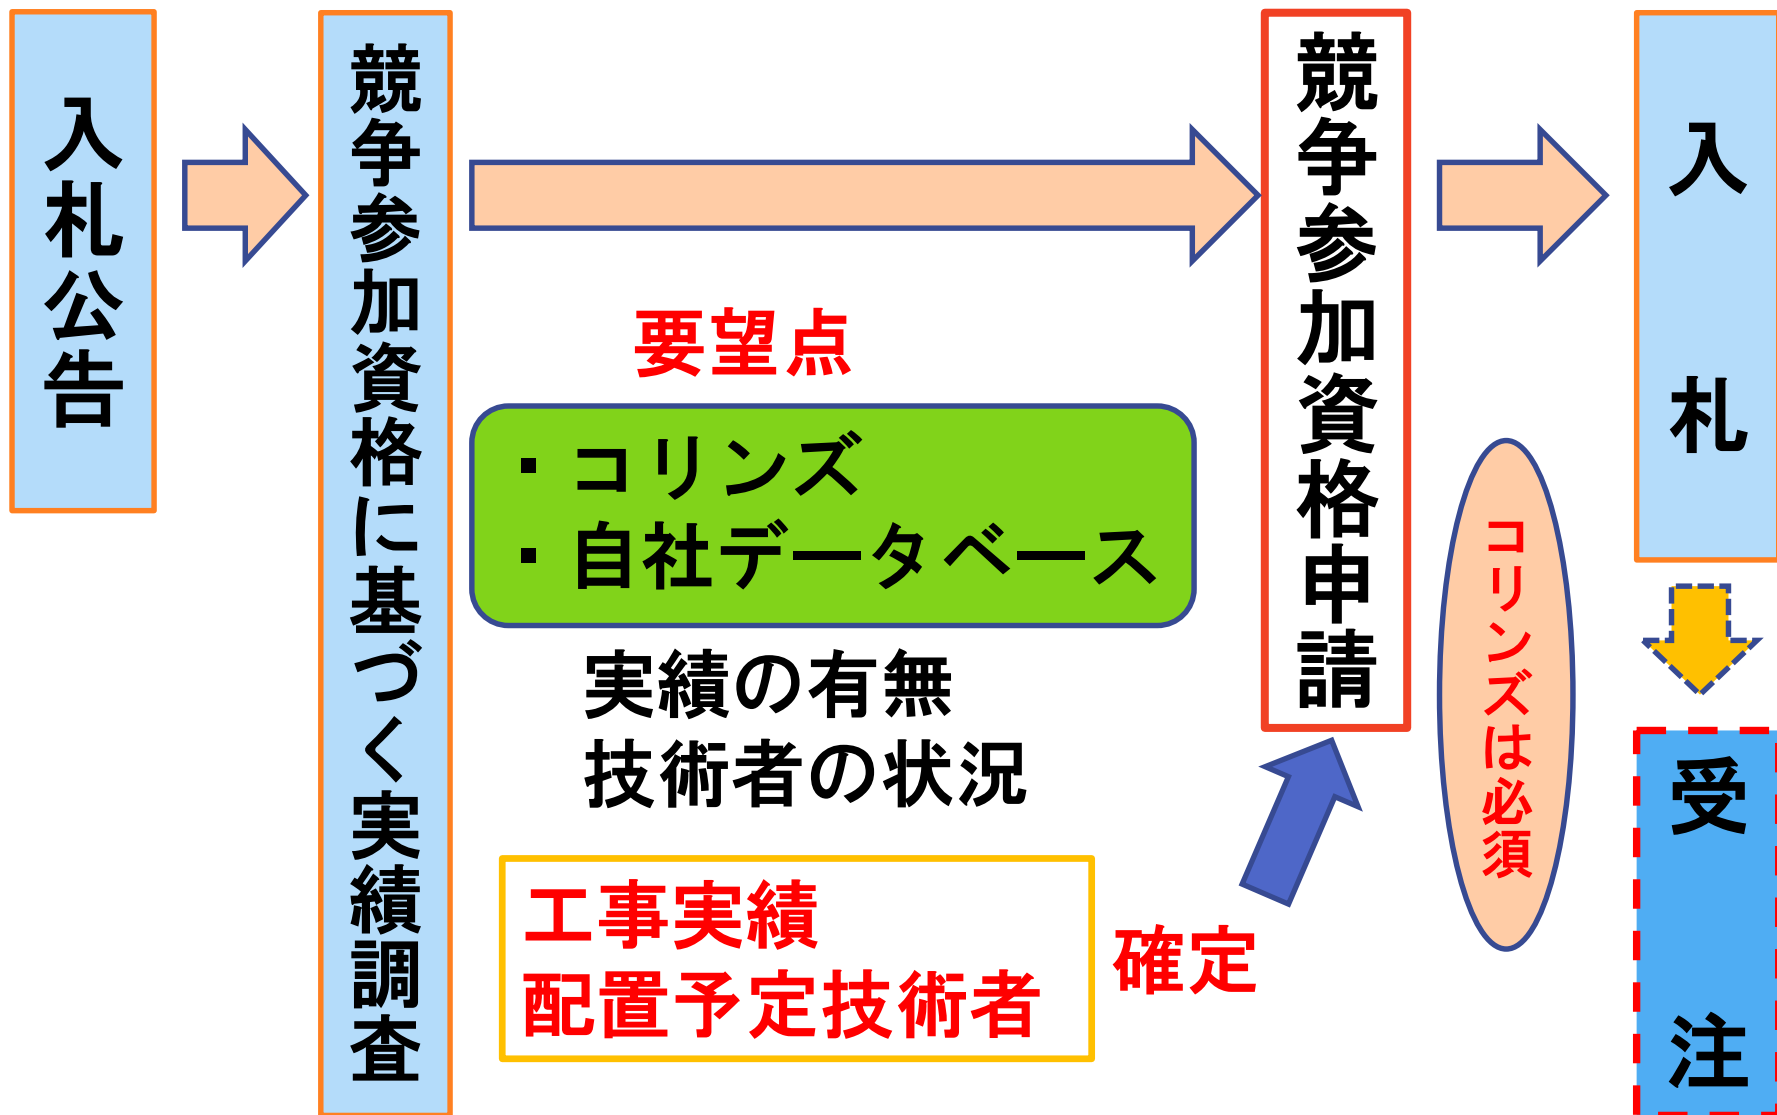 入札公告
競争参加資格に基づく実績調査
要望点
▪ コリンズ
▪ 自社データベース
実績の有無
技術者の状況
工事実績
配置予定技術者
確定
競争参加資格申請
コリンズは必須
入札
受注